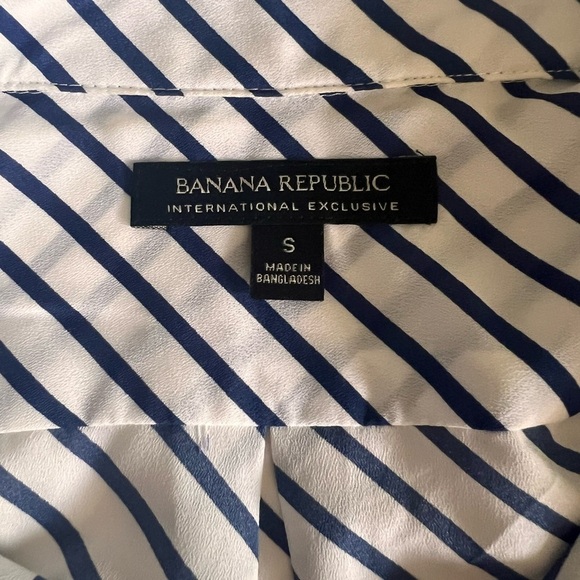 BANANA REPUBLIC
INTERNATIONAL EXCLUSIVE
S
MADE IN
BANGLADESH